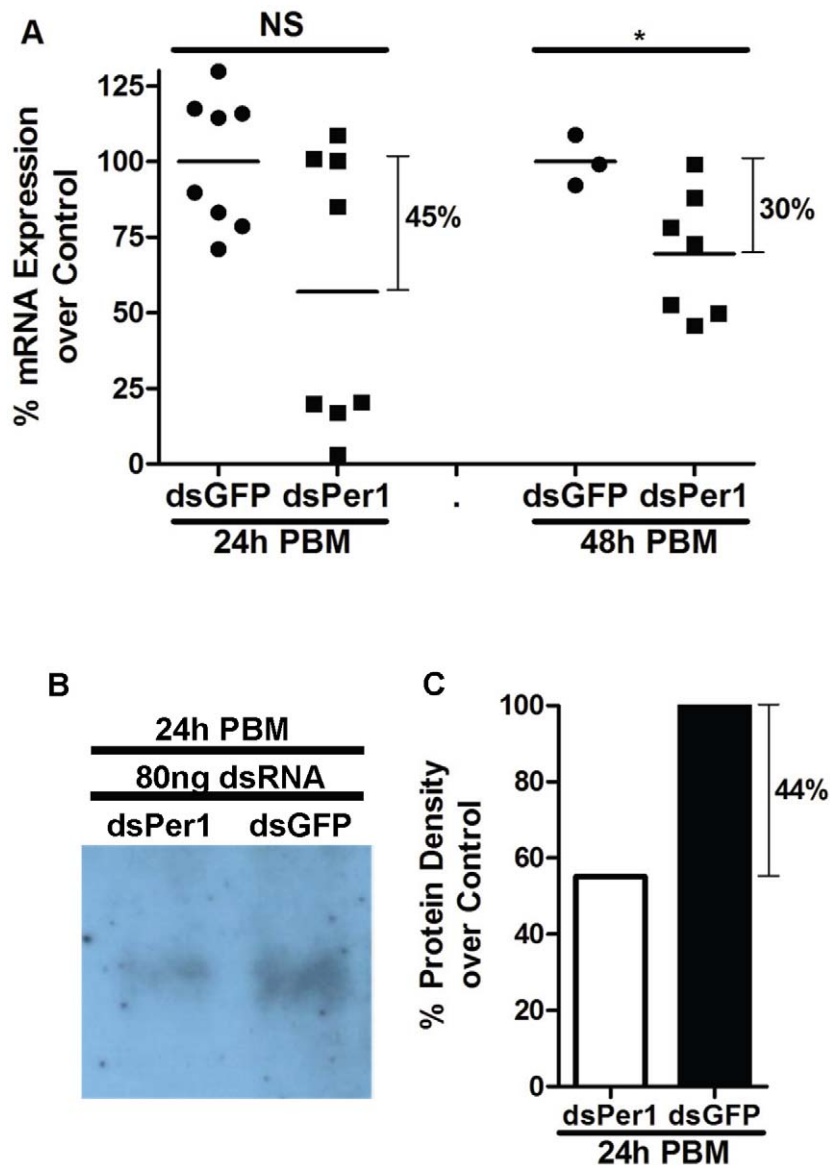 A
NS
*
% mRNA Expression
over Control
125
100
75
50
25
0
45%
30%
dsGFP dsPer1 . dsGFP dsPer1
24h PBM 48h PBM
B
24h PBM
80ng dsRNA
dsPer1 dsGFP
C
% Protein Density
over Control
100
80
60
40
20
0
44%
dsPer1 dsGFP
24h PBM